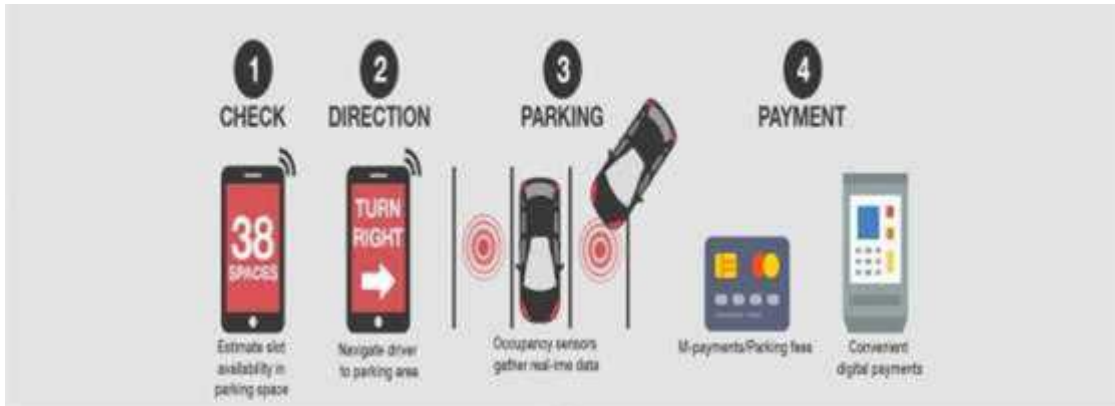 1
CHECK
38
SPACES
Estimate slot
availability in
parking space
2
DIRECTION
TURN
RIGHT
Navigate driver
to parking area
3
PARKING
Occupancy sensors
gather real-ime data
4
PAYMENT
M-payments/Parking fees
Convenient
digital payments